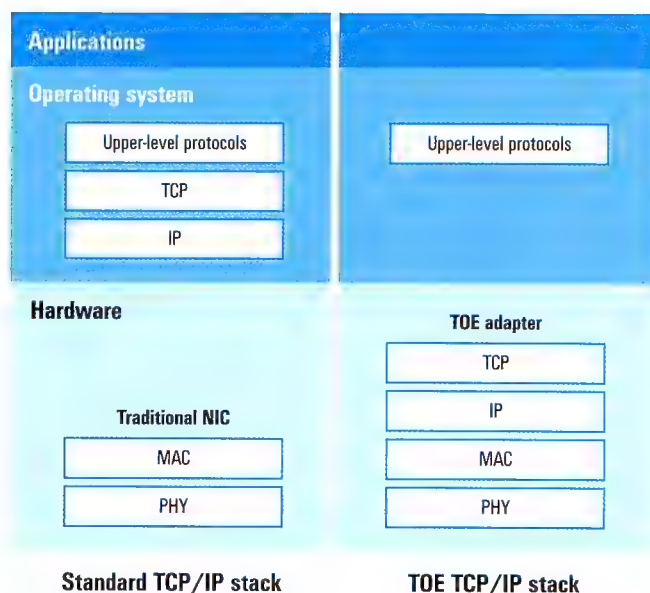 Applications
Operating system
Upper-level protocols
TCP
IP
Hardware
Traditional NIC
MAC
PHY
Standard TCP/IP stack
Upper-level protocols
TOE adapter
TCP
IP
MAC
PHY
TOE TCP/IP stack